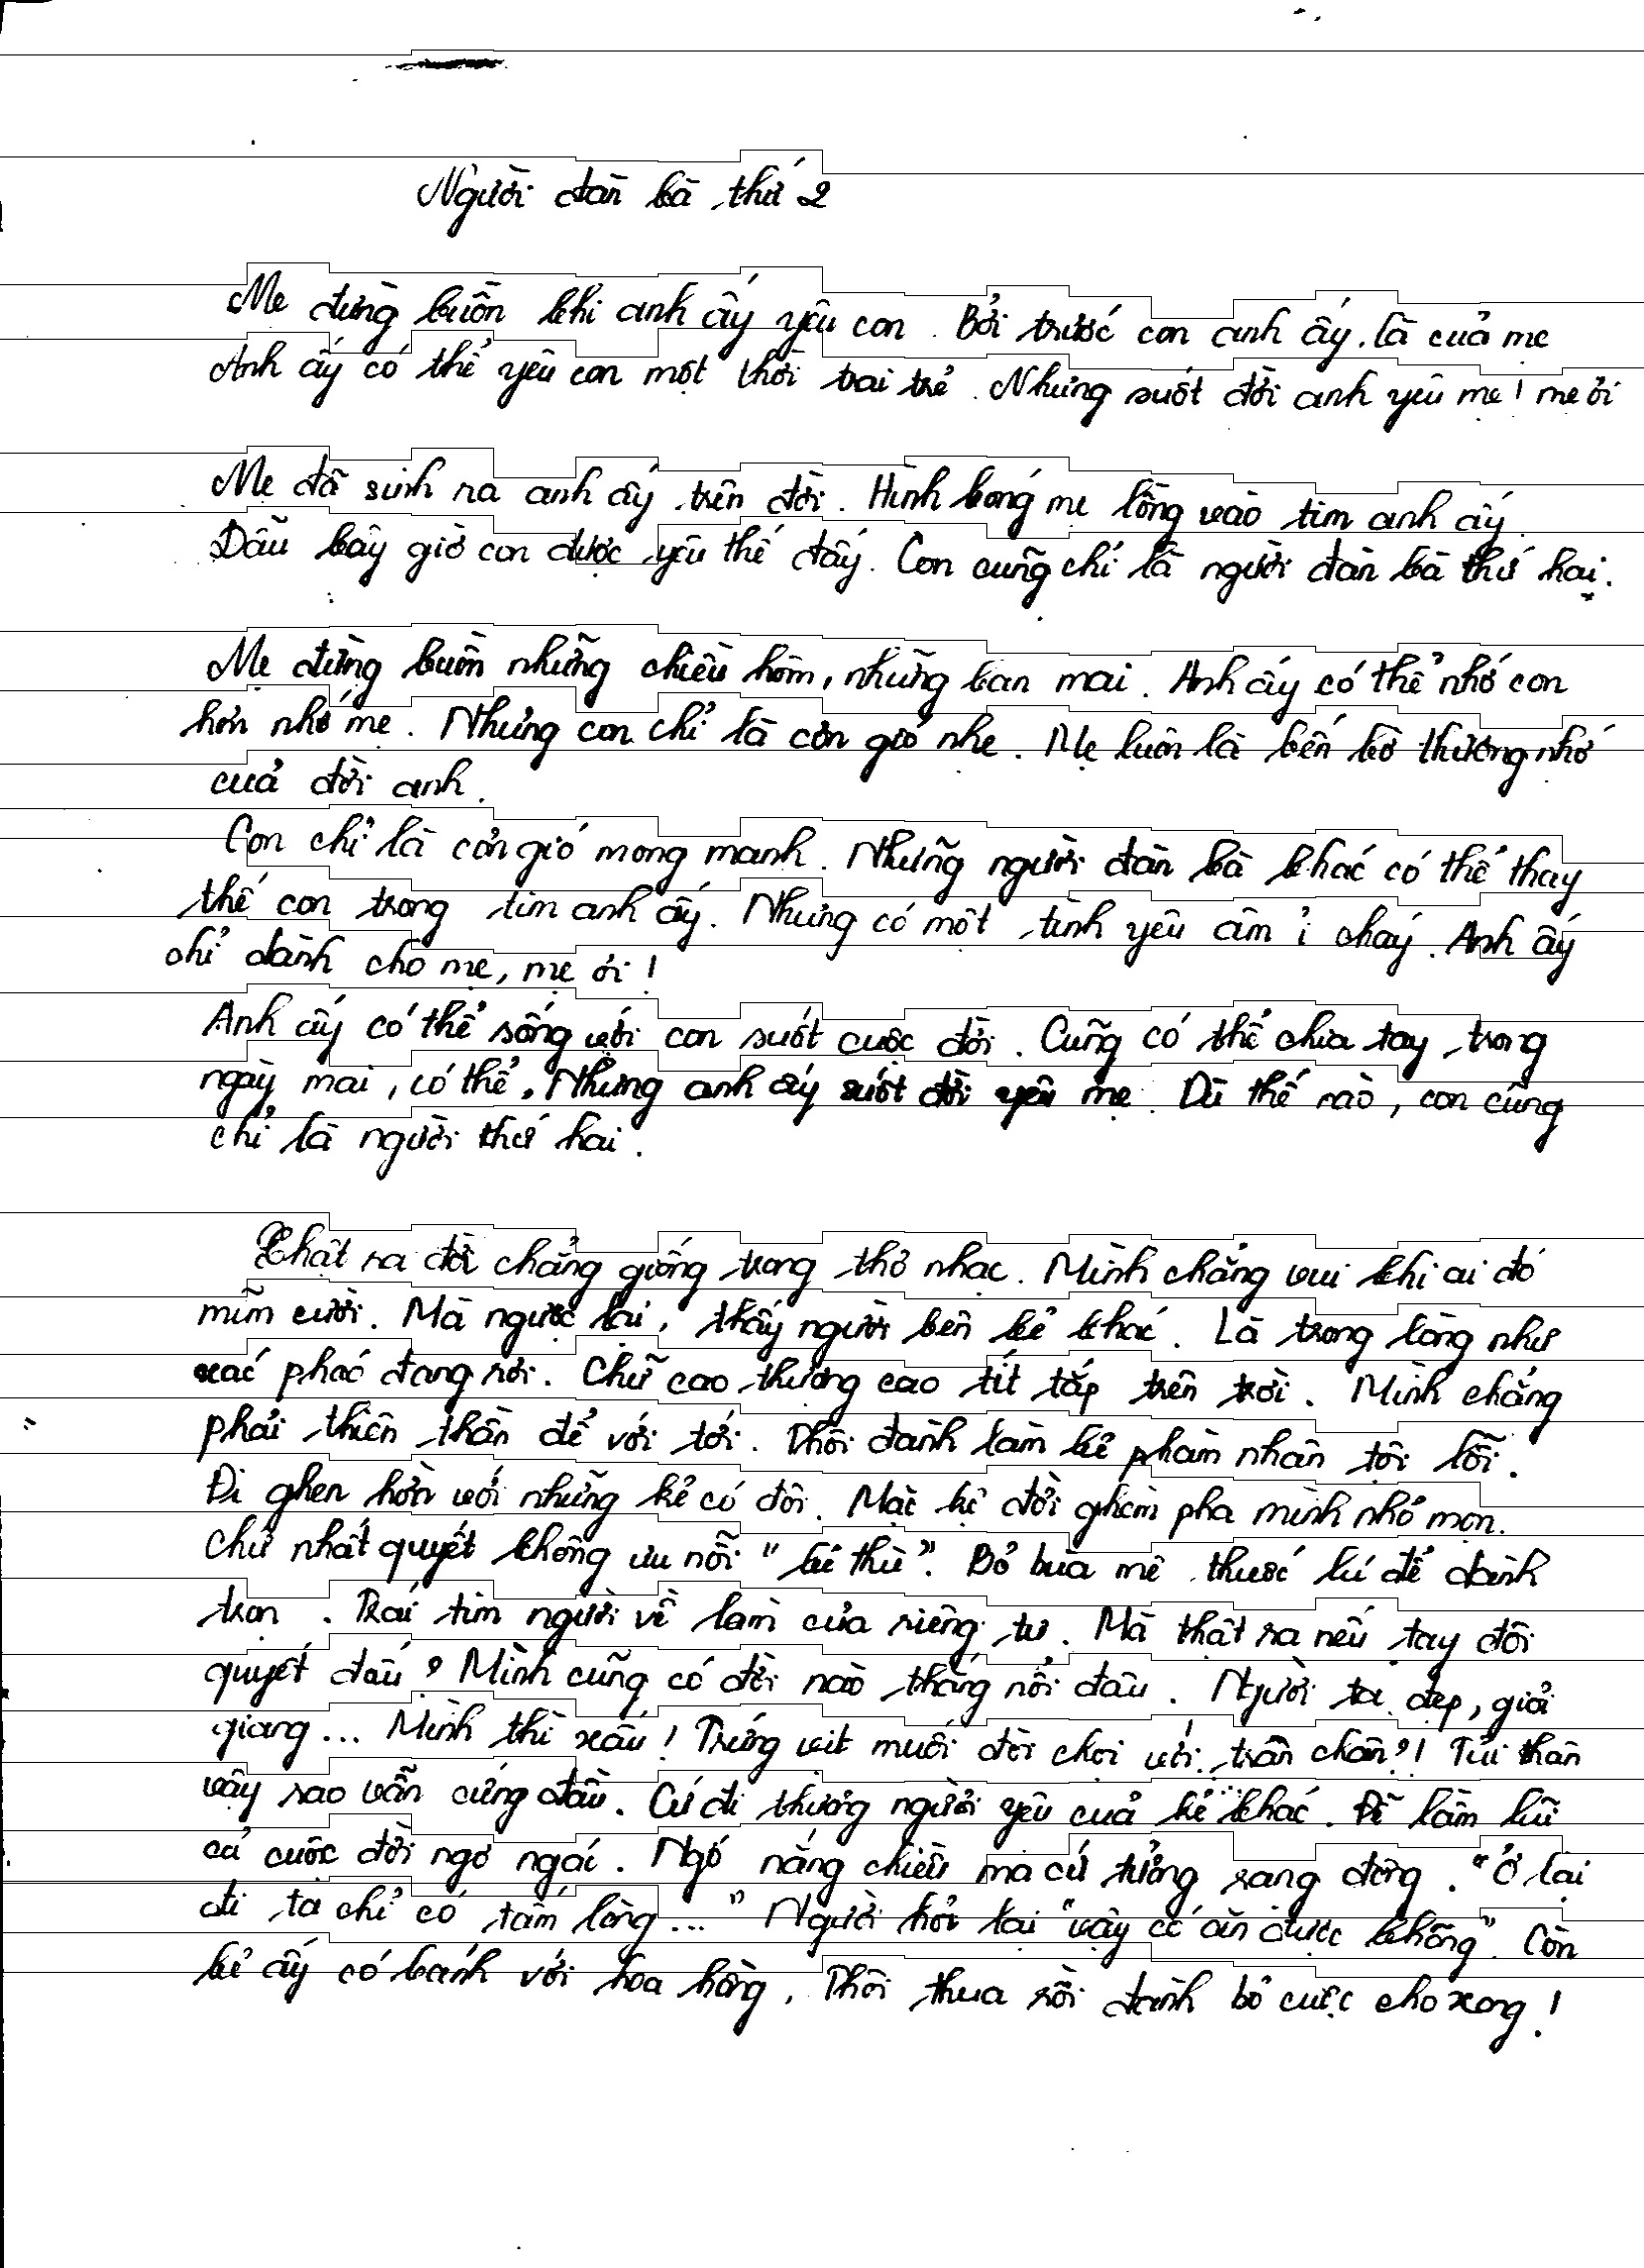 Người đàn bà thứ 2
Mẹ đừng buồn khi anh ấy yêu con. Bởi trước con anh ấy là của mẹ
Anh ấy có thể yêu con một thời trai trẻ. Nhưng suốt đời anh yêu mẹ! mẹ ơi
Mẹ đã sinh ra anh ấy trên đời. Hình bóng mẹ lồng vào tim anh ấy
Dẫu bây giờ con được yêu thế đấy. Con cũng chỉ là người đàn bà thứ hai.
Mẹ đừng buồn những chiều hôm, những ban mai. Anh ấy có thể nhớ con
hơn nhớ mẹ. Nhưng con chỉ là cơn gió nhẹ. Mẹ luôn là bến bờ thương nhớ
của đời anh.
Con chỉ là cơn gió mong manh. Những người đàn bà khác có thể thay
thế con trong tim anh ấy. Nhưng có một tình yêu âm ỉ cháy. Anh ấy
chỉ dành cho mẹ, mẹ ơi!
Anh ấy có thể sống với con suốt cuộc đời. Cũng có thể chia tay trong
ngày mai, có thể. Nhưng anh ấy suốt đời yêu mẹ. Dù thế nào, con cũng
chỉ là người thứ hai.
Thật ra đời chẳng giống trong thơ nhạc. Mình chẳng vui khi ai đó
mỉm cười. Mà ngược lại, thấy người bên kẻ khác. Là trong lòng như
xác pháo đang rơi. Chữ cao thượng cao tít tắp trên trời. Mình chẳng
phải thiên thần để với tới. Thôi đành làm kẻ phàm nhân tội lỗi.
Đi ghen hờn với những kẻ có đôi. Mặc kệ đời ghèm pha mình nhỏ mọn.
Chứ nhất quyết không ưu nỗi "kẻ thù". Bỏ bùa mê thuốc lú để dành
trọn. Trái tim người về làm của riêng tư. Mà thật ra nếu tay đôi
quyết đấu? Mình cũng có đời nào thắng nổi đâu. Người ta đẹp, giỏi
giang... Mình thì xấu! Trứng vịt muối đòi chọi với trân châu?! Tủi thân
vậy sao vẫn cứng đầu. Cứ đi thương người yêu của kẻ khác. Để lầm lũi
cả cuộc đời ngơ ngác. Ngó nắng chiều mà cứ tưởng rạng đông. "Ở lại
đi ta chỉ có tấm lòng..." Người hỏi lại "vậy có ăn được không". Còn
kẻ ấy có bánh với hoa hồng. Thôi thua rồi đành bỏ cuộc cho xong!